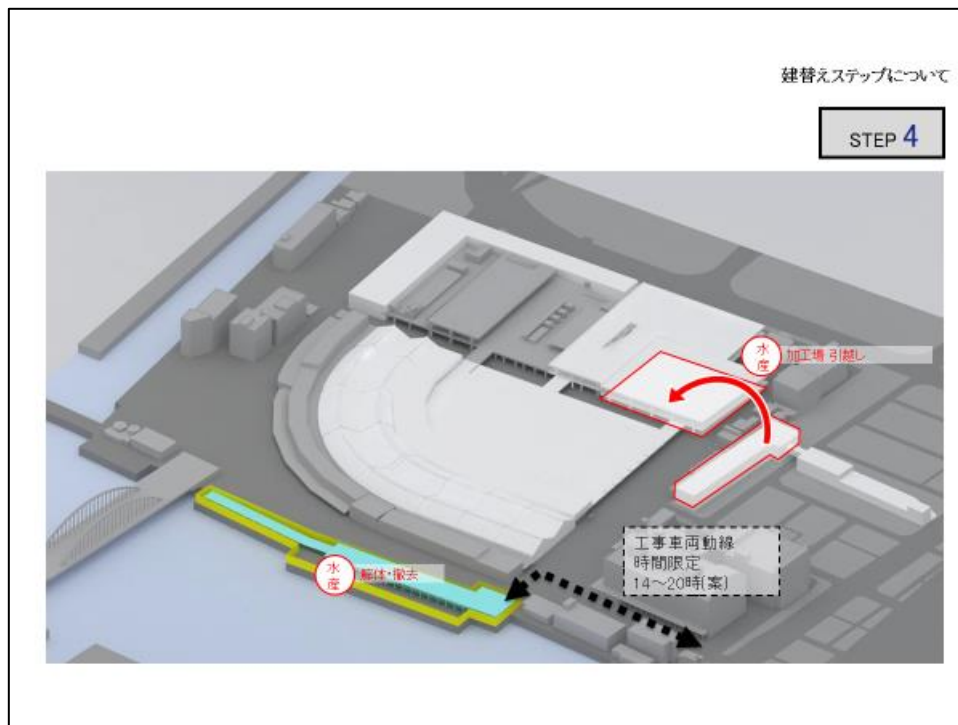 建替えステップについて
STEP 4
水産
加工場 引越し
工事車両動線
時間限定
14～20時(案)
水産
解体・撤去